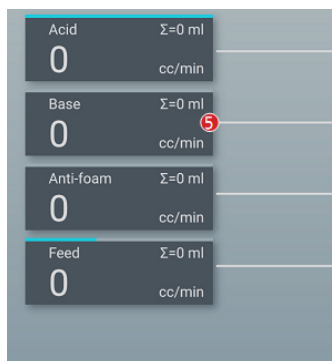 Acid Σ=0 ml
0 cc/min
Base Σ=0 ml
5
0 cc/min
Anti-foam Σ=0 ml
0 cc/min
Feed Σ=0 ml
0 cc/min